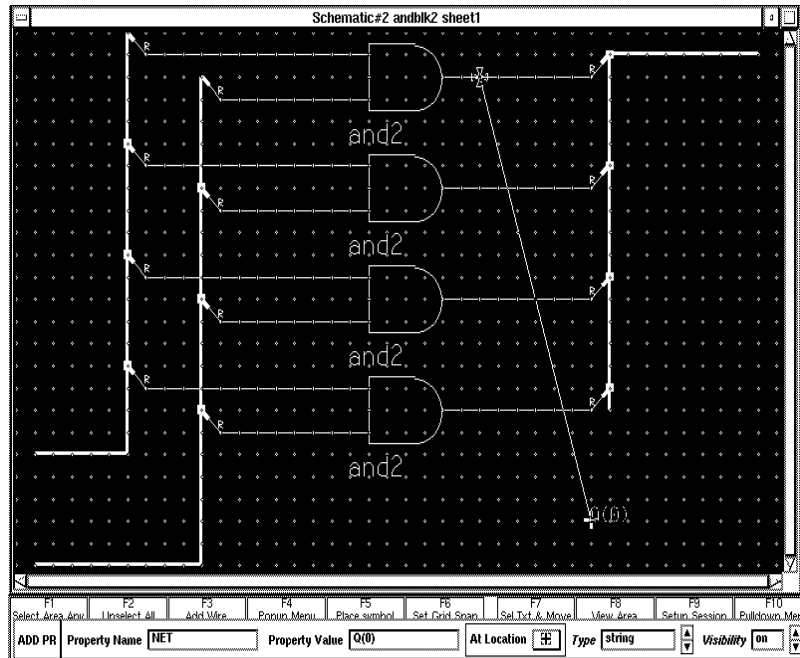 Schematic#2 andblk2 sheet1
R R
R
and2
R R
R
and2
R R
R
and2
R R
R
and2
Q(0)
F1 F2 F3 F4 F5 F6 F7 F8 F9 F10
Select Area Any Unselect All Add Wire Popup Menu Place symbol Set Grid Snap Sel Txt & Move View Area Setup Session Pulldown Me
ADD PR Property Name NET Property Value Q(0) At Location Type string Visibility on